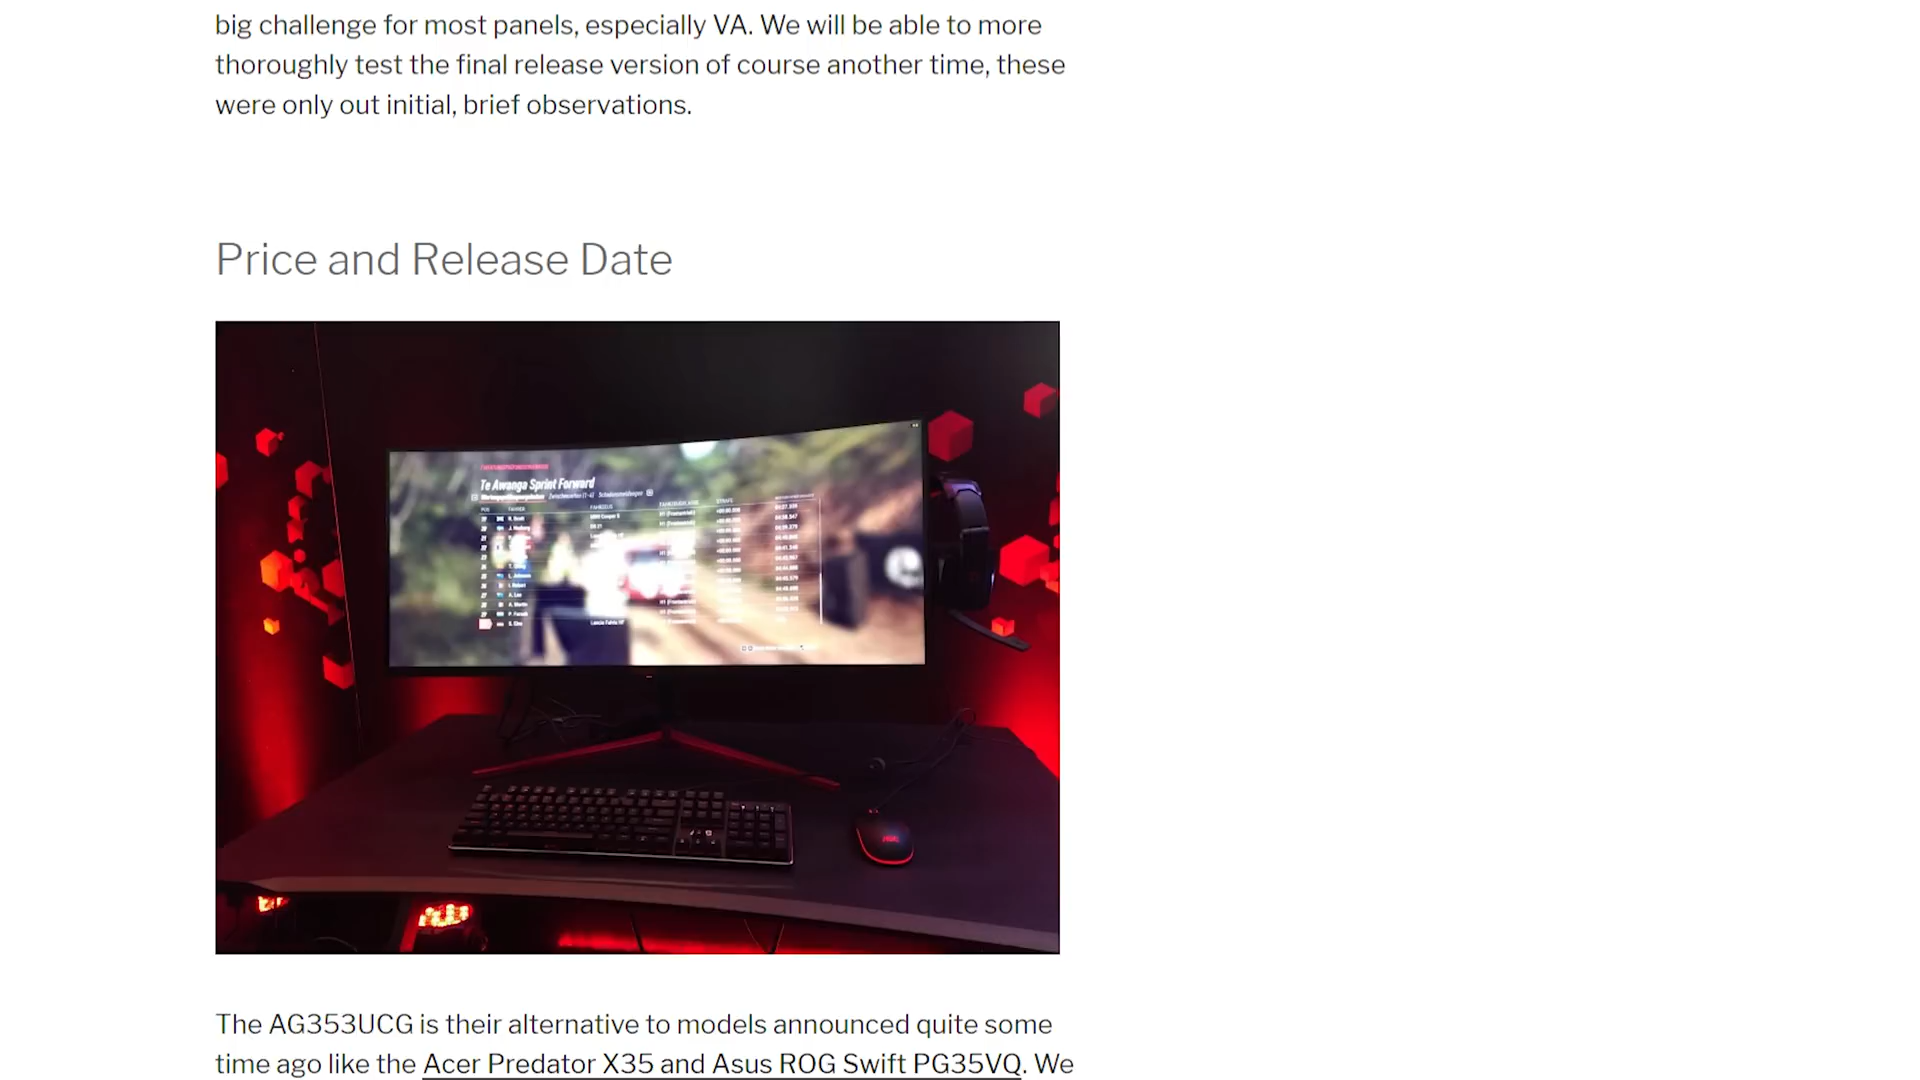 big challenge for most panels, especially VA. We will be able to more
thoroughly test the final release version of course another time, these
were only out initial, brief observations.
Price and Release Date
Te Awanga Sprint Forward
The AG353UCG is their alternative to models announced quite some
time ago like the Acer Predator X35 and Asus ROG Swift PG35VQ. We